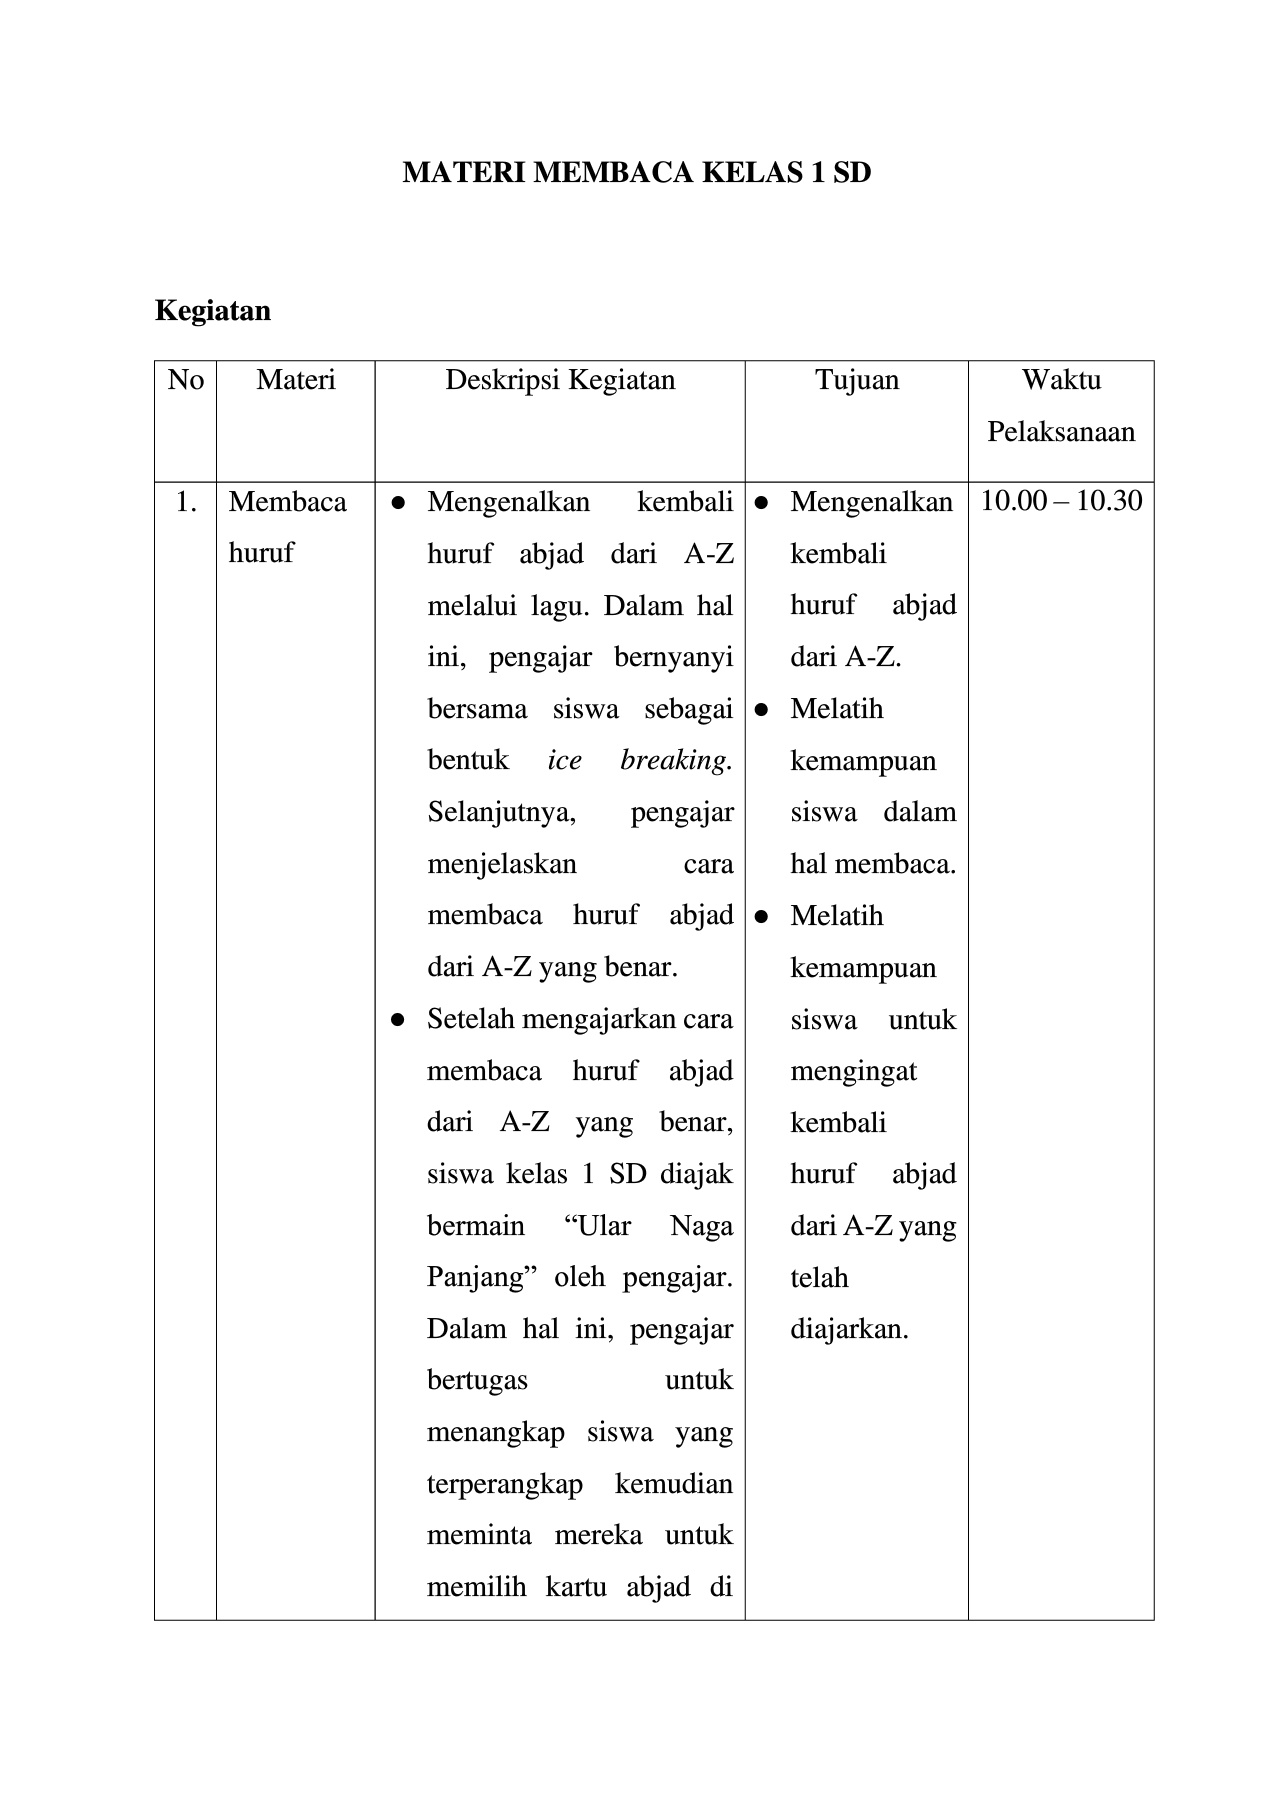 MATERI MEMBACA KELAS 1 SD
Kegiatan
No
Materi
Deskripsi Kegiatan
Tujuan
Waktu
Pelaksanaan
1.
Membaca
huruf
● Mengenalkan kembali
huruf abjad dari A-Z
melalui lagu. Dalam hal
ini, pengajar bernyanyi
bersama siswa sebagai
bentuk ice breaking.
Selanjutnya, pengajar
menjelaskan cara
membaca huruf abjad
dari A-Z yang benar.
● Setelah mengajarkan cara
membaca huruf abjad
dari A-Z yang benar,
siswa kelas 1 SD diajak
bermain “Ular Naga
Panjang” oleh pengajar.
Dalam hal ini, pengajar
bertugas untuk
menangkap siswa yang
terperangkap kemudian
meminta mereka untuk
memilih kartu abjad di
● Mengenalkan
kembali
huruf abjad
dari A-Z.
● Melatih
kemampuan
siswa dalam
hal membaca.
● Melatih
kemampuan
siswa untuk
mengingat
kembali
huruf abjad
dari A-Z yang
telah
diajarkan.
10.00 – 10.30